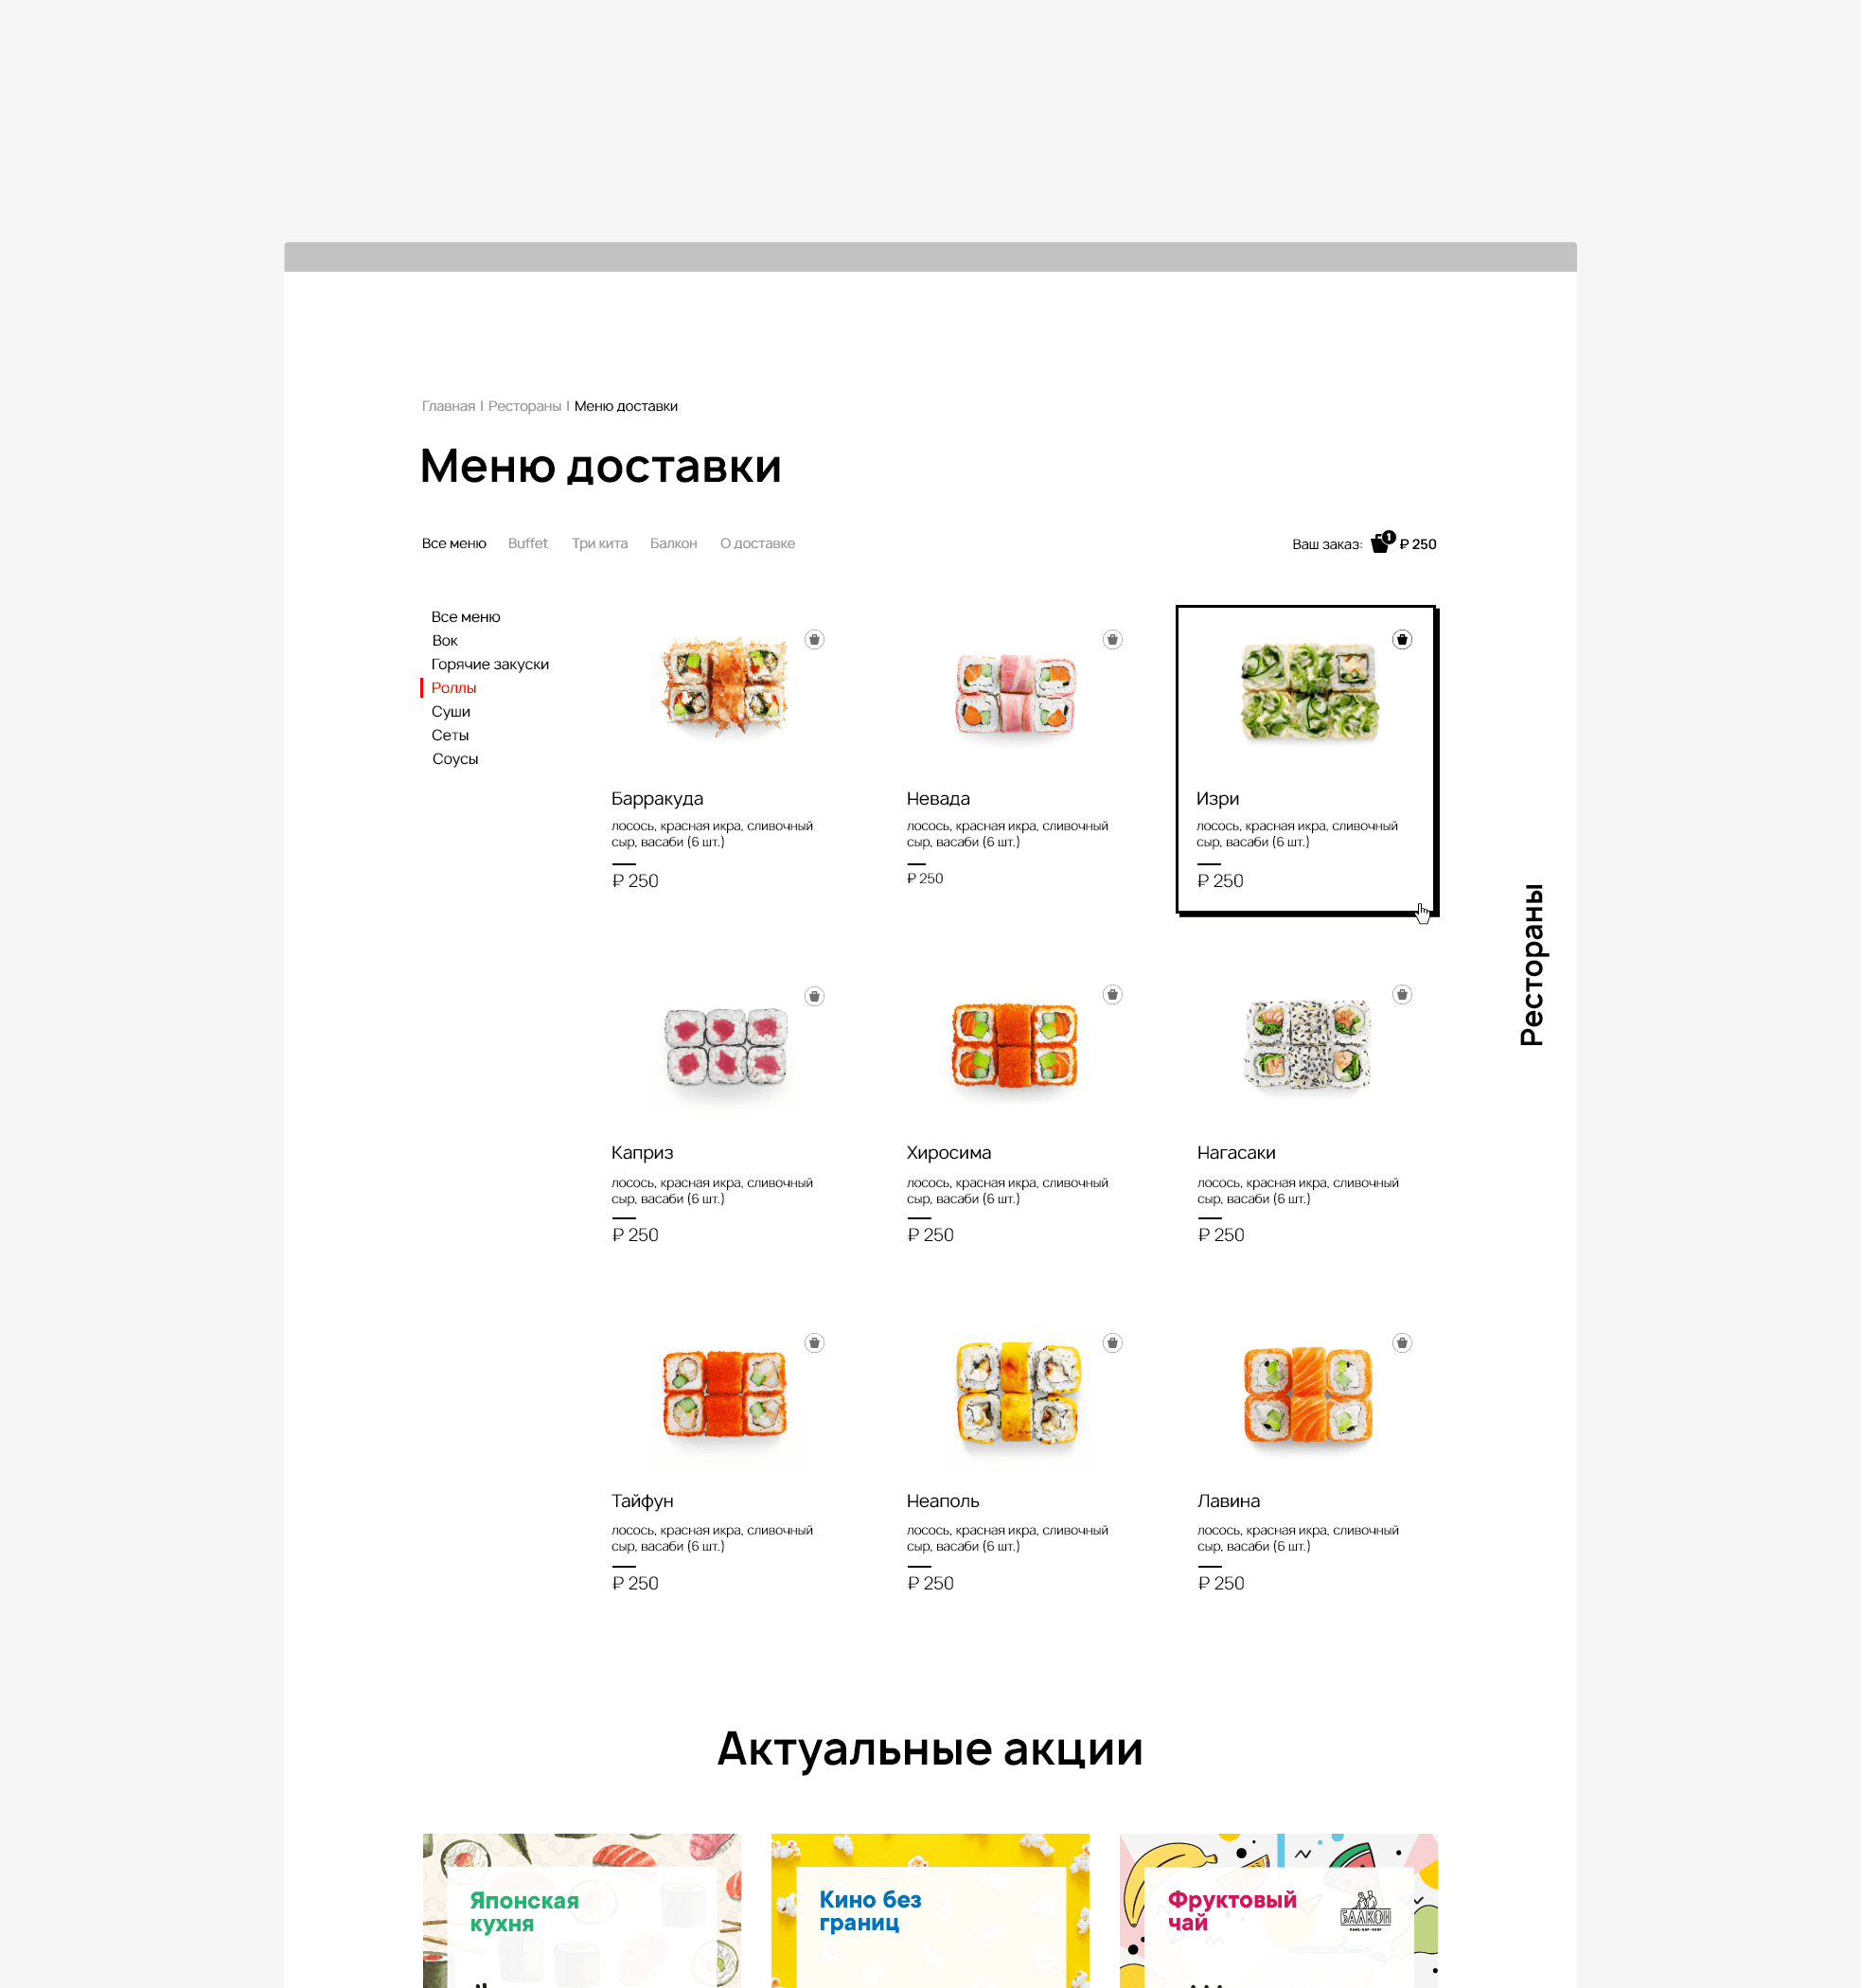 Главная | Рестораны | Меню доставки
Меню доставки
Все меню Buffet Три кита Балкон О доставке
Ваш заказ: 1 ₽ 250
Все меню
Вок
Горячие закуски
Роллы
Суши
Сеты
Соусы
Барракуда
лосось, красная икра, сливочный
сыр, васаби (6 шт.)
₽ 250
Невада
лосось, красная икра, сливочный
сыр, васаби (6 шт.)
₽ 250
Изри
лосось, красная икра, сливочный
сыр, васаби (6 шт.)
₽ 250
Рестораны
Каприз
лосось, красная икра, сливочный
сыр, васаби (6 шт.)
₽ 250
Хиросима
лосось, красная икра, сливочный
сыр, васаби (6 шт.)
₽ 250
Нагасаки
лосось, красная икра, сливочный
сыр, васаби (6 шт.)
₽ 250
Тайфун
лосось, красная икра, сливочный
сыр, васаби (6 шт.)
₽ 250
Неаполь
лосось, красная икра, сливочный
сыр, васаби (6 шт.)
₽ 250
Лавина
лосось, красная икра, сливочный
сыр, васаби (6 шт.)
₽ 250
Актуальные акции
Японская
кухня
Кино без
границ
Фруктовый
чай
БАЛКОН